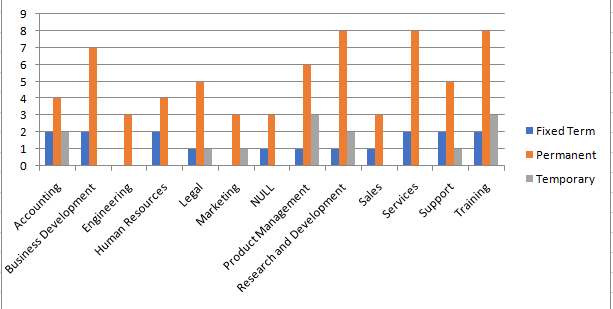 9
8
7
6
5
4
3
2
1
0
Accounting
Business Development
Engineering
Human Resources
Legal
Marketing
NULL
Product Management
Research and Development
Sales
Services
Support
Training
Fixed Term
Permanent
Temporary